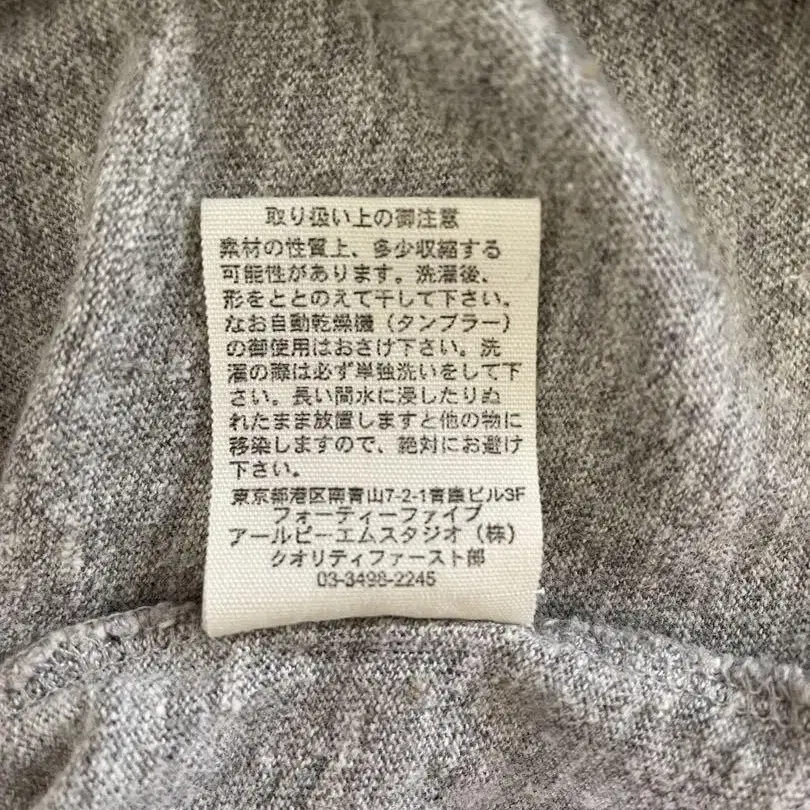 取り扱い上の御注意
素材の性質上、多少収縮する
可能性があります。洗濯後、
形をととのえて干して下さい。
なお自動乾燥機（タンブラー）
の御使用はおさけ下さい。洗
濯の際は必ず単独洗いをして下
さい。長い間水に浸したりぬ
れたまま放置しますと他の物に
移染しますので、絶対にお避け
下さい。
東京都港区南青山7-2-1青鹿ビル3F
フォーティーファイブ
アールピーエムスタジオ（株）
クオリティファースト部
03-3498-2245